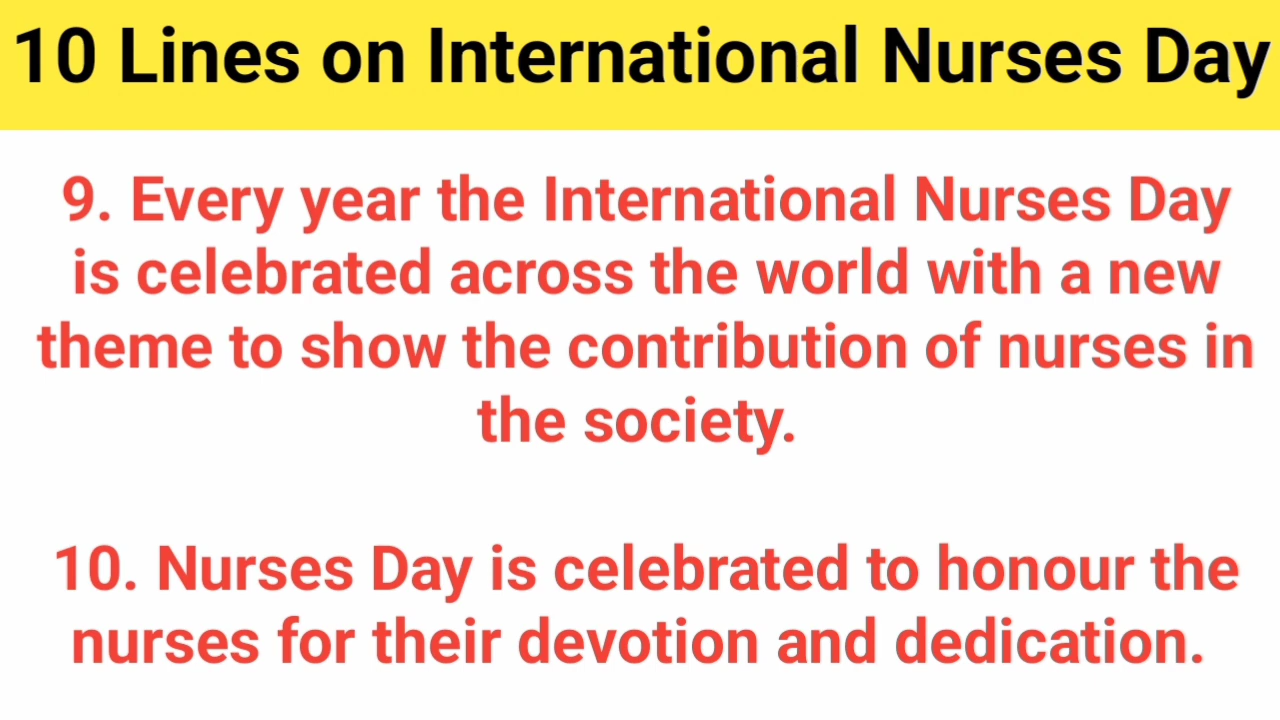 10 Lines on International Nurses Day
9. Every year the International Nurses Day
is celebrated across the world with a new
theme to show the contribution of nurses in
the society.
10. Nurses Day is celebrated to honour the
nurses for their devotion and dedication.